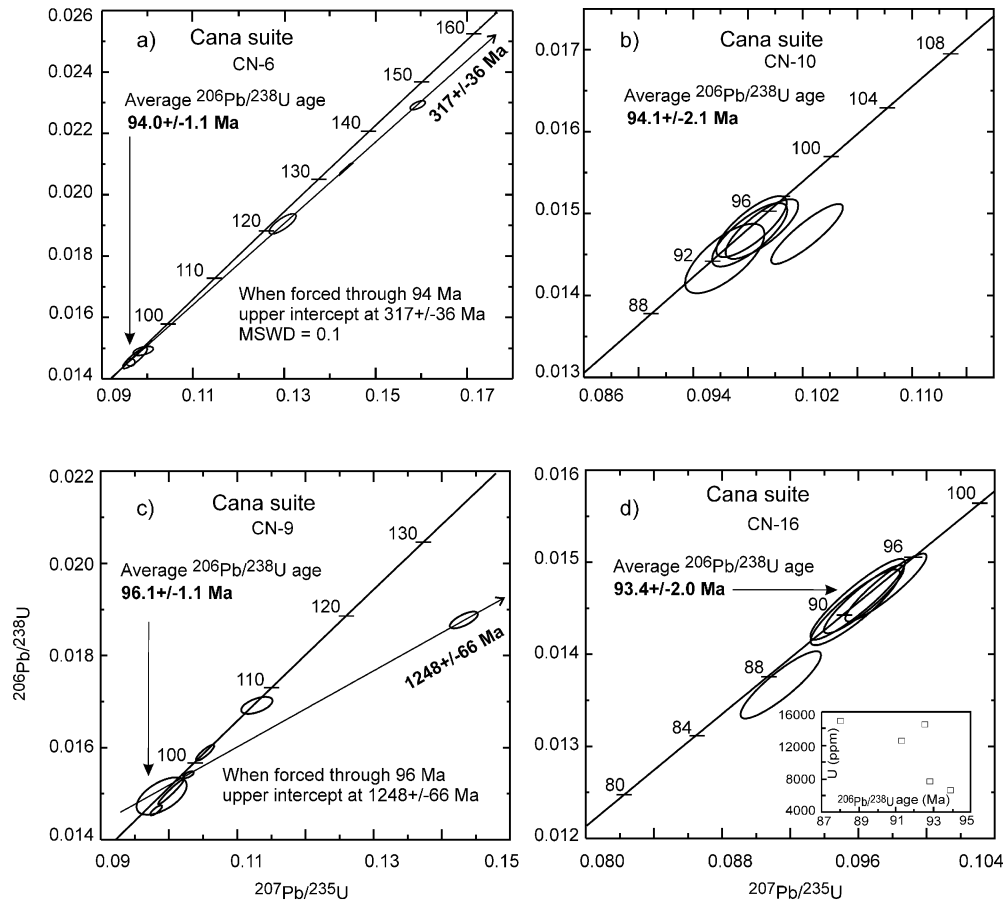 a)
Cana suite
CN-6
Average 206Pb/238U age
94.0+/-1.1 Ma
317+/-36 Ma
When forced through 94 Ma
upper intercept at 317+/-36 Ma
MSWD = 0.1
100
110
120
130
140
150
160
0.026
0.024
0.022
0.020
0.018
0.016
0.014
0.09
0.11
0.13
0.15
0.17
b)
Cana suite
CN-10
Average 206Pb/238U age
94.1+/-2.1 Ma
88
92
96
100
104
108
0.017
0.016
0.015
0.014
0.013
0.086
0.094
0.102
0.110
c)
Cana suite
CN-9
Average 206Pb/238U age
96.1+/-1.1 Ma
1248+/-66 Ma
When forced through 96 Ma
upper intercept at 1248+/-66 Ma
100
110
120
130
0.022
0.020
0.018
0.016
0.014
0.09
0.11
0.13
0.15
206Pb/238U
207Pb/235U
d)
Cana suite
CN-16
Average 206Pb/238U age
93.4+/-2.0 Ma
80
84
88
90
96
100
0.016
0.015
0.014
0.013
0.012
0.080
0.088
0.096
0.104
207Pb/235U
16000
12000
8000
4000
U (ppm)
206Pb/238U age (Ma)
87
89
91
93
95